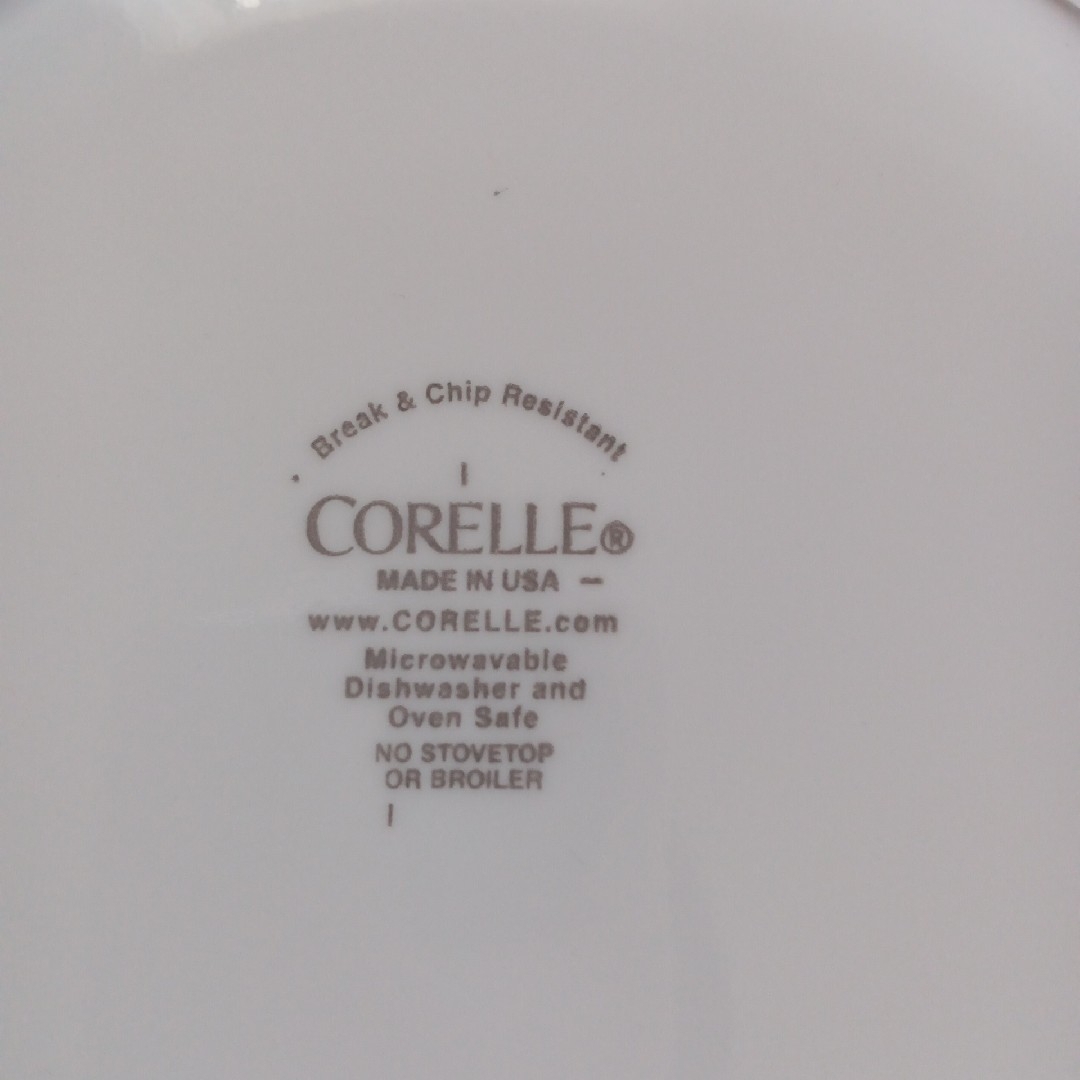 Break & Chip Resistant
CORELLE®
MADE IN USA –
www.CORELLE.com
Microwavable
Dishwasher and
Oven Safe
NO STOVETOP
OR BROILER